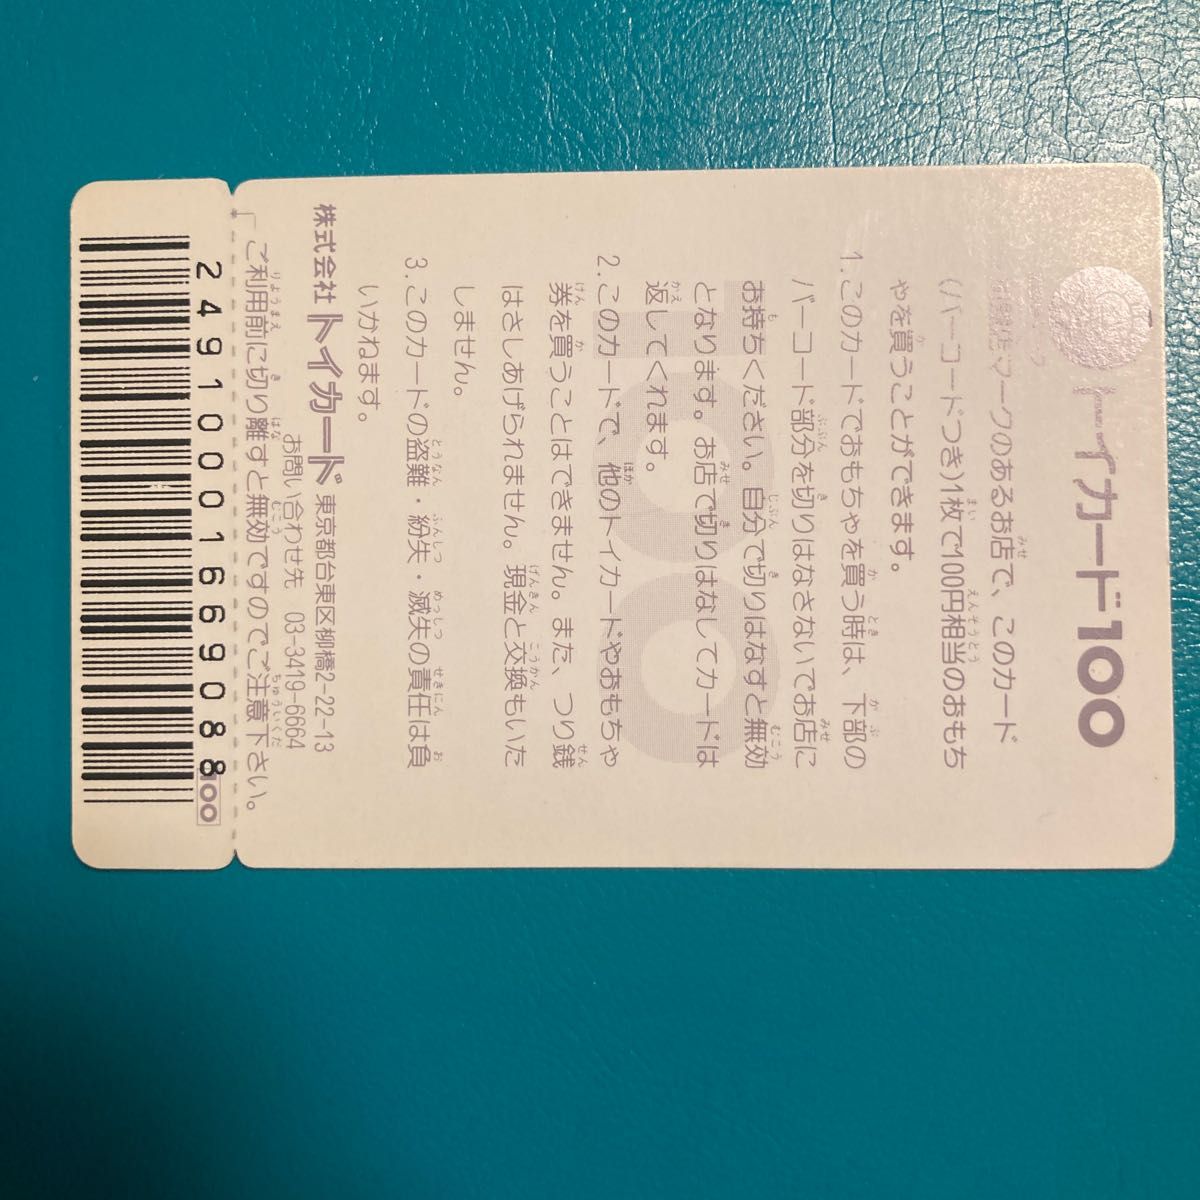 トイカード100
マークのあるお店で、このカード
(バーコードつき)1枚で100円相当のおもち
ゃを買うことができます。
1.このカードでおもちゃを買う時は、下部の
バーコード部分を切りはなさないでお店に
お持ちください。自分で切りはなすと無効
となります。お店で切りはなしてカードは
返してくれます。
2.このカードで、他のトイカードやおもちゃ
券を買うことはできません。また、つり銭
はさしあげられません。現金と交換もいた
しません。
3.このカードの盗難・紛失・滅失の責任は負
いかねます。
100
株式会社 トイカード 東京都台東区柳橋2-22-13
お問い合わせ先 03-3419-6664
「ご利用前に切り離すと無効ですのでご注意下さい。
24910001669088
100